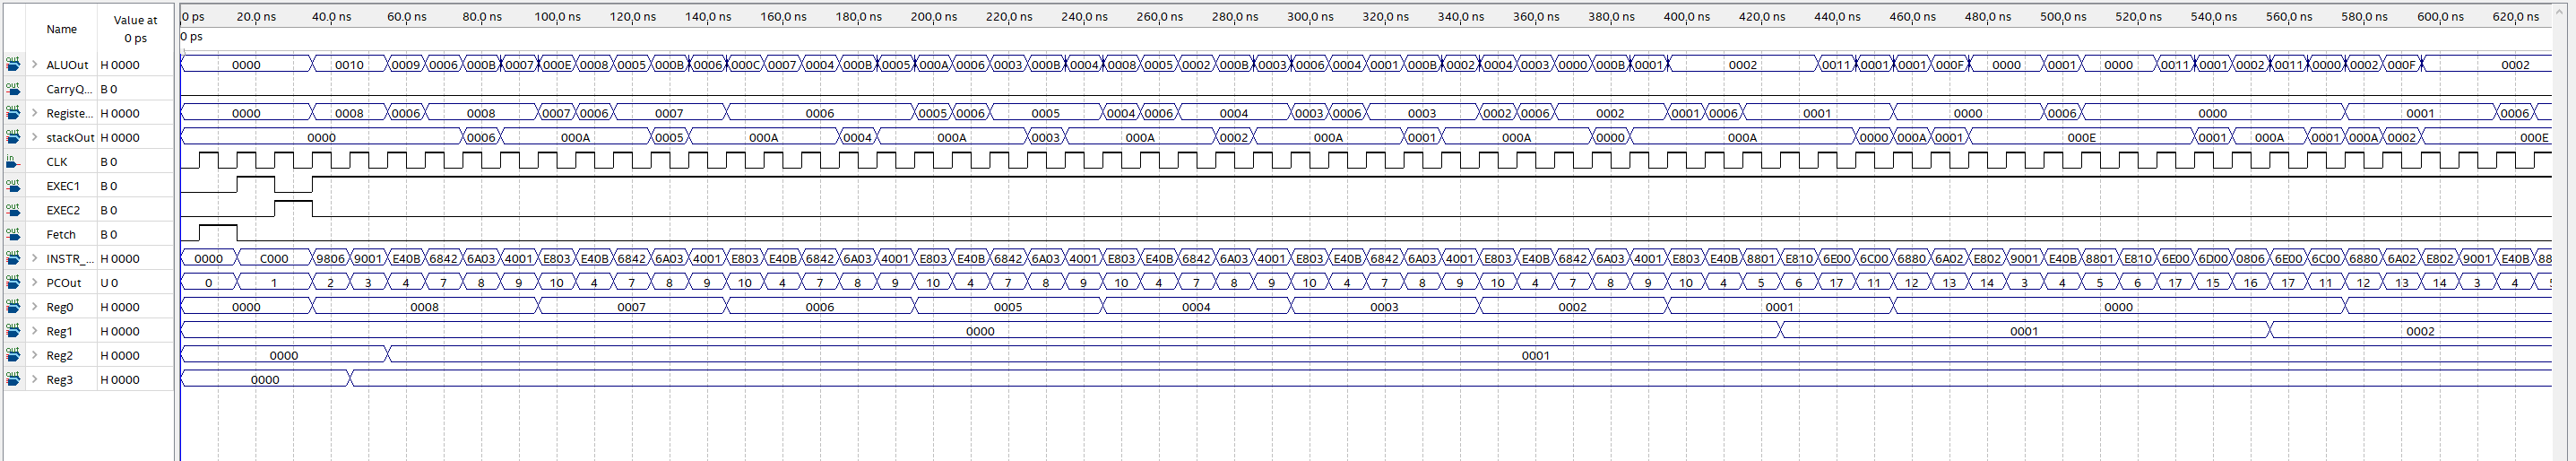 Name Value at 0 ps
0 ps 20.0 ns 40.0 ns 60.0 ns 80.0 ns 100.0 ns 120.0 ns 140.0 ns 160.0 ns 180.0 ns 200.0 ns 220.0 ns 240.0 ns 260.0 ns 280.0 ns 300.0 ns 320.0 ns 340.0 ns 360.0 ns 380.0 ns 400.0 ns 420.0 ns 440.0 ns 460.0 ns 480.0 ns 500.0 ns 520.0 ns 540.0 ns 560.0 ns 580.0 ns 600.0 ns 620.0 ns
0 ps
out > ALUOut H 0000 0000 0010 0009 0006 000B 0007 000E 0008 0005 000B 0006 000C 0007 0004 000B 0005 000A 0006 0003 000B 0004 0008 0005 0002 000B 0003 0006 0004 0001 000B 0002 0004 0003 0000 000B 0001 0002 0011 0001 0001 000F 0000 0001 0000 0011 0001 0002 0011 0000 0002 000F 0002
out CarryQ... B 0
out > Registe... H 0000 0000 0008 0006 0008 0007 0006 0007 0006 0005 0006 0005 0004 0006 0004 0003 0006 0003 0002 0006 0002 0001 0006 0001 0000 0006 0000 0001 0006
out > stackOut H 0000 0000 0006 000A 0005 000A 0004 000A 0003 000A 0002 000A 0001 000A 0000 000A 0000 000A 0001 000E 0001 000A 0001 000A 0002 000E
in CLK B 0
out EXEC1 B 0
out EXEC2 B 0
out Fetch B 0
out > INSTR_... H 0000 0000 C000 9806 9001 E40B 6842 6A03 4001 E803 E40B 6842 6A03 4001 E803 E40B 6842 6A03 4001 E803 E40B 6842 6A03 4001 E803 E40B 6842 6A03 4001 E803 E40B 6842 6A03 4001 E803 E40B 6842 6A03 4001 E803 E40B 8801 E810 6E00 6C00 6880 6A02 E802 9001 E40B 8801 E810 6E00 6D00 0806 6E00 6C00 6880 6A02 E802 9001 E40B 88
out > PCOut U 0 0 1 2 3 4 7 8 9 10 4 7 8 9 10 4 7 8 9 10 4 7 8 9 10 4 7 8 9 10 4 7 8 9 10 4 7 8 9 10 4 5 6 17 11 12 13 14 3 4 5 6 17 15 16 17 11 12 13 14 3 4
out > Reg0 H 0000 0000 0008 0007 0006 0005 0004 0003 0002 0001 0000
out > Reg1 H 0000 0000 0001 0002
out > Reg2 H 0000 0000 0001
out > Reg3 H 0000 0000